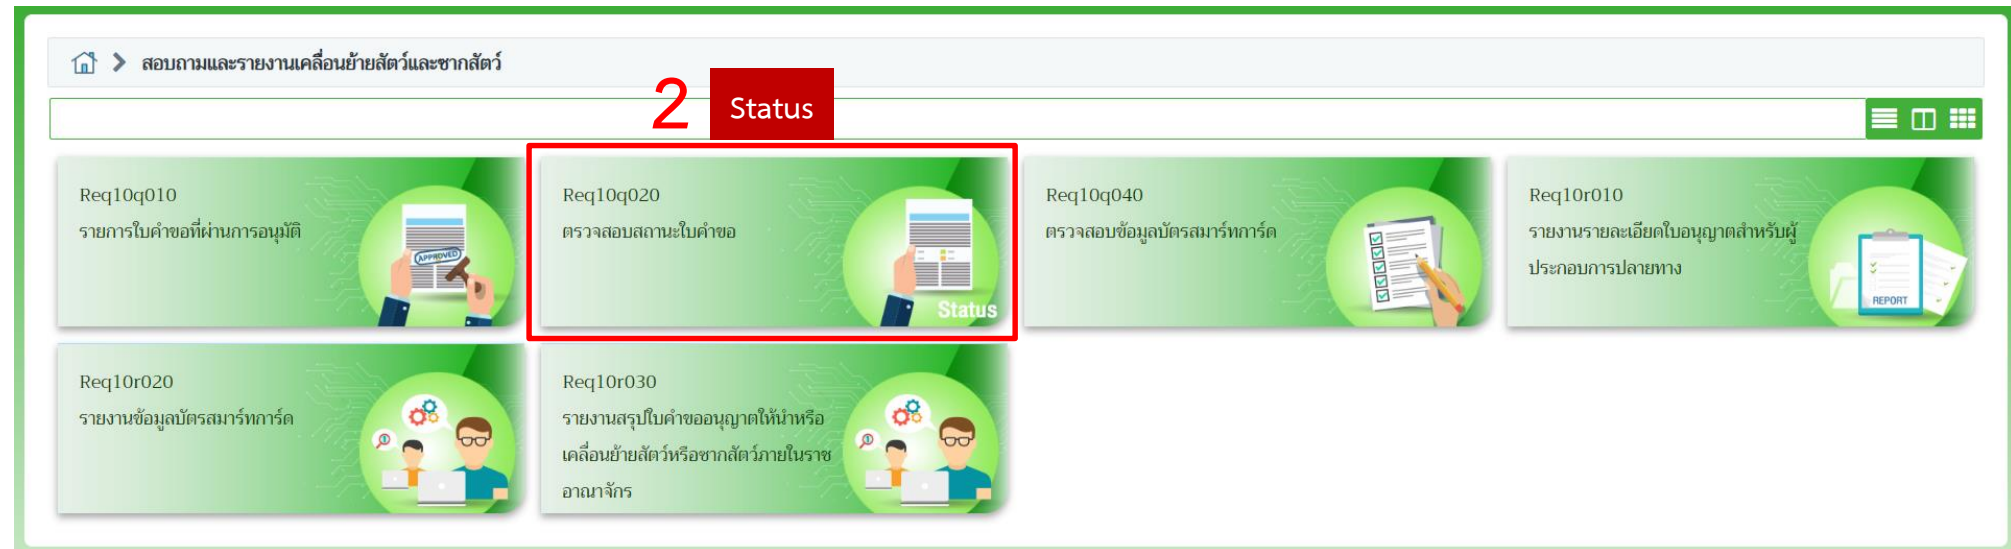 สอบถามและรายงานเคลื่อนย้ายสัตว์และซากสัตว์
2 Status
Req10q010
รายการใบคำขอที่ผ่านการอนุมัติ
APPROVED
Req10q020
ตรวจสอบสถานะใบคำขอ
Status
Req10q040
ตรวจสอบข้อมูลบัตรสมาร์ทการ์ด
Req10r010
รายงานรายละเอียดใบอนุญาตสำหรับผู้
ประกอบการปลายทาง
REPORT
Req10r020
รายงานข้อมูลบัตรสมาร์ทการ์ด
Req10r030
รายงานสรุปใบคำขออนุญาตให้นำหรือ
เคลื่อนย้ายสัตว์หรือซากสัตว์ภายในราช
อาณาจักร